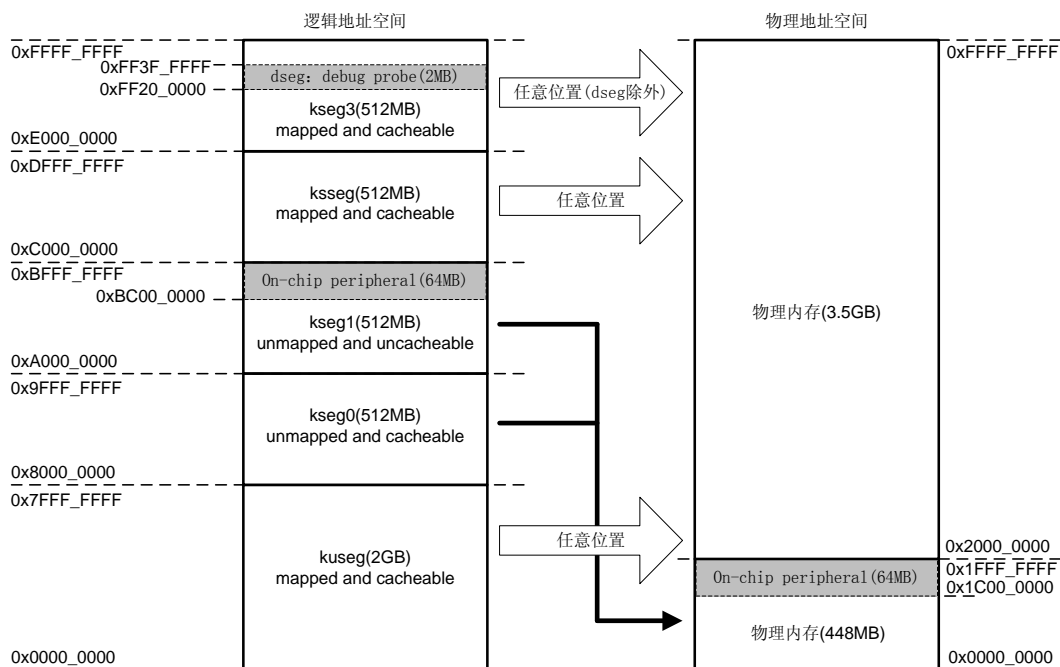 逻辑地址空间
物理地址空间
0xFFFF_FFFF
0xFF3F_FFFF
dseg: debug probe(2MB)
0xFF20_0000
kseg3(512MB)
mapped and cacheable
任意位置(dseg除外)
0xFFFF_FFFF
0xE000_0000
0xDFFF_FFFF
ksseg(512MB)
mapped and cacheable
任意位置
0xC000_0000
0xBFFF_FFFF
On-chip peripheral(64MB)
0xBC00_0000
kseg1(512MB)
unmapped and uncacheable
物理内存(3.5GB)
0xA000_0000
0x9FFF_FFFF
kseg0(512MB)
unmapped and cacheable
0x8000_0000
0x7FFF_FFFF
kuseg(2GB)
mapped and cacheable
任意位置
0x2000_0000
0x1FFF_FFFF
On-chip peripheral(64MB)
0x1C00_0000
物理内存(448MB)
0x0000_0000
0x0000_0000